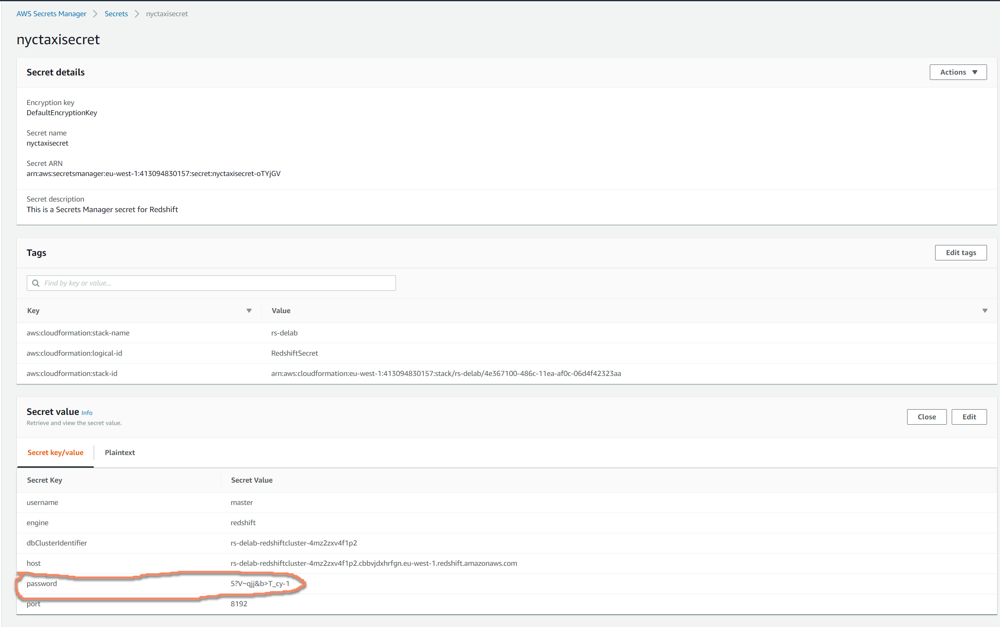 AWS Secrets Manager > Secrets > nyctaxisecret
nyctaxisecret
Secret details
Actions
Encryption key
DefaultEncryptionKey
Secret name
nyctaxisecret
Secret ARN
arn:aws:secretsmanager:eu-west-1:413094830157:secret:nyctaxisecret-oTYjGV
Secret description
This is a Secrets Manager secret for Redshift
Tags
Edit tags
Find by key or value...
Key Value
aws:cloudformation:stack-name rs-delab
aws:cloudformation:logical-id RedshiftSecret
aws:cloudformation:stack-id arn:aws:cloudformation:eu-west-1:413094830157:stack/rs-delab/4e367100-486c-11ea-af0c-06d4f42323aa
Secret value Info
Retrieve and view the secret value.
Close Edit
Secret key/value Plaintext
Secret Key Secret Value
username master
engine redshift
dbClusterIdentifier rs-delab-redshiftcluster-4mz2zxv4f1p2
host rs-delab-redshiftcluster-4mz2zxv4f1p2.cbbvjdxhrfgn.eu-west-1.redshift.amazonaws.com
password 5?V~qjj&b>T_cy-1
port 8192